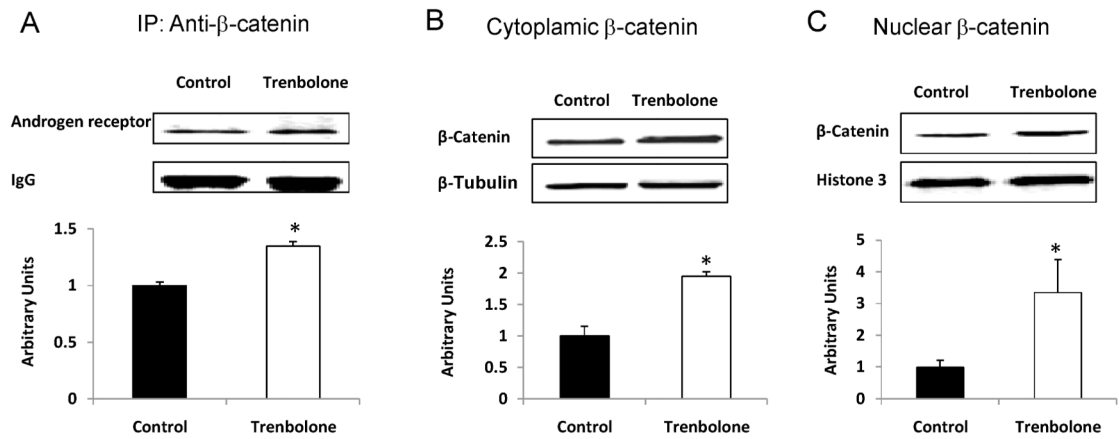 A
IP: Anti-β-catenin
Control Trenbolone
Androgen receptor
IgG
Arbitrary Units
1.5
*
1
0.5
0
Control Trenbolone
B
Cytoplamic β-catenin
Control Trenbolone
β-Catenin
β-Tubulin
Arbitrary Units
2.5
2
*
1.5
1
0.5
0
Control Trenbolone
C
Nuclear β-catenin
Control Trenbolone
β-Catenin
Histone 3
Arbitrary Units
5
*
4
3
2
1
0
Control Trenbolone